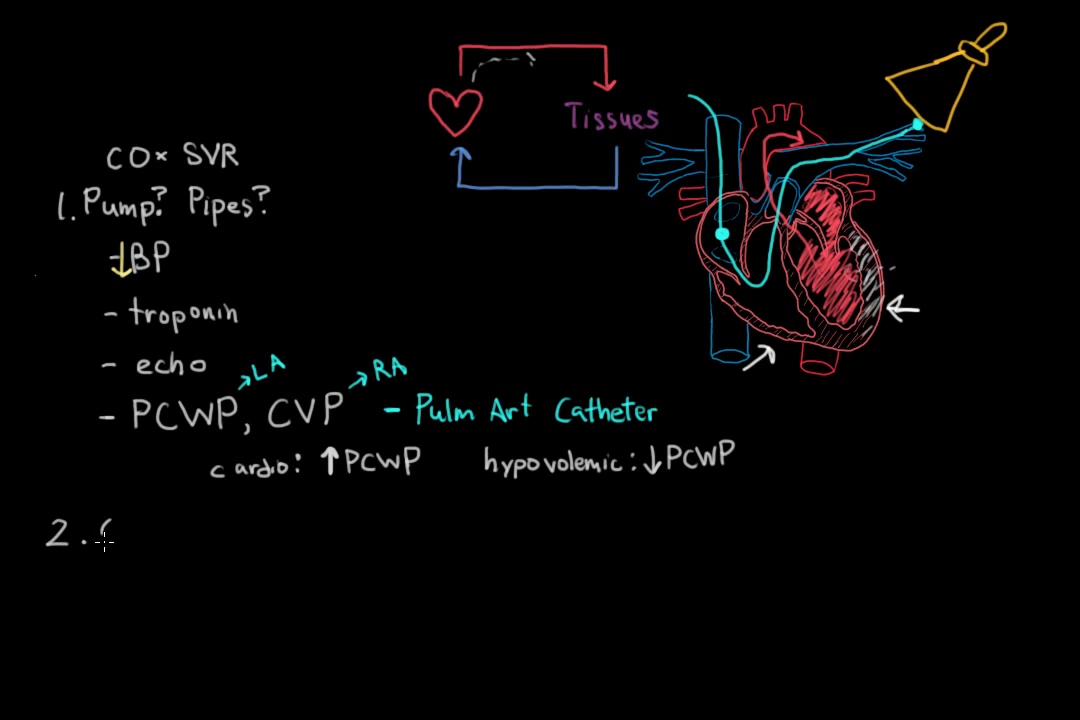 Tissues
CO × SVR
1. Pump? Pipes?
↓BP
- troponin
- echo
→ LA
→ RA
- PCWP, CVP - Pulm Art Catheter
cardio: ↑PCWP hypovolemic: ↓PCWP
2.